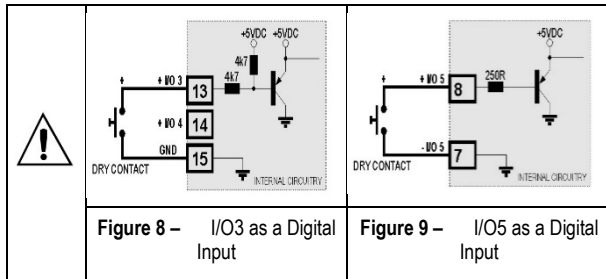 +5VDC +5VDC
4k7
+ I/O 3 13 4k7
+ I/O 4 14
GND 15
DRY CONTACT
INTERNAL CIRCUITRY
Figure 8 – I/O3 as a Digital
Input
+5VDC
+ I/O 5 8 250R
- I/O 5 7
DRY CONTACT
INTERNAL CIRCUITRY
Figure 9 – I/O5 as a Digital
Input